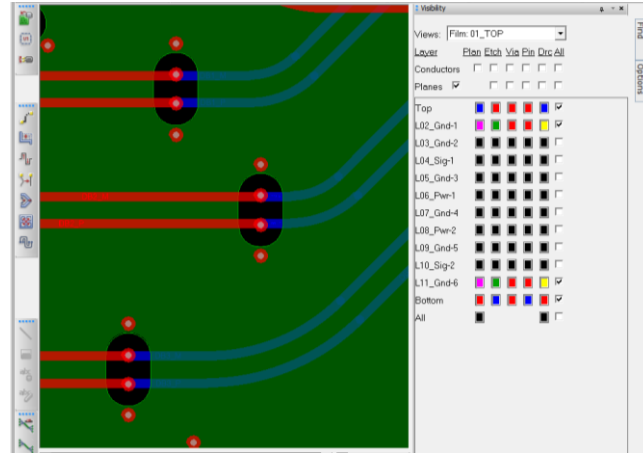 Visibility
Views: Film: 01_TOP
Layer Plan Etch Via Pin Drc All
Conductors
Planes
Top
L02_Gnd-1
L03_Gnd-2
L04_Sig-1
L05_Gnd-3
L06_Pwr-1
L07_Gnd-4
L08_Pwr-2
L09_Gnd-5
L10_Sig-2
L11_Gnd-6
Bottom
All
Find
Options